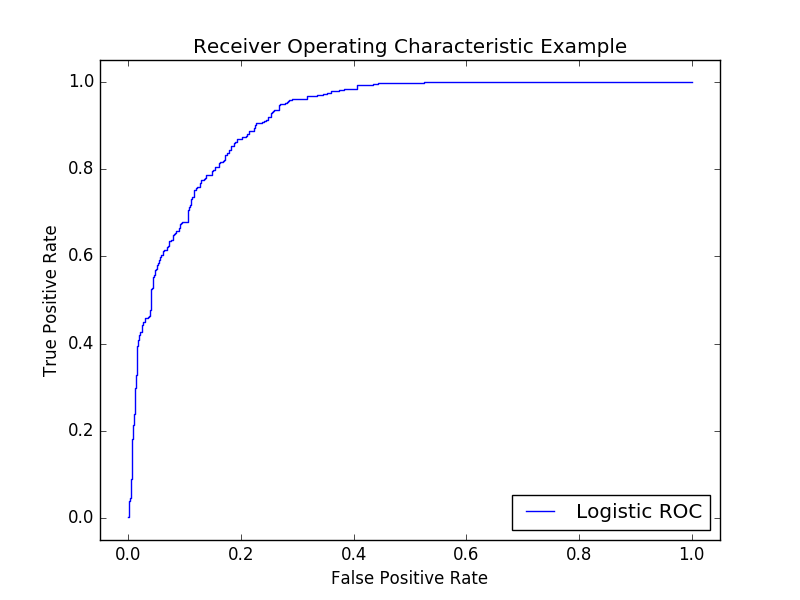 Receiver Operating Characteristic Example
1.0
0.8
0.6
0.4
0.2
0.0
True Positive Rate
Logistic ROC
0.0 0.2 0.4 0.6 0.8 1.0
False Positive Rate